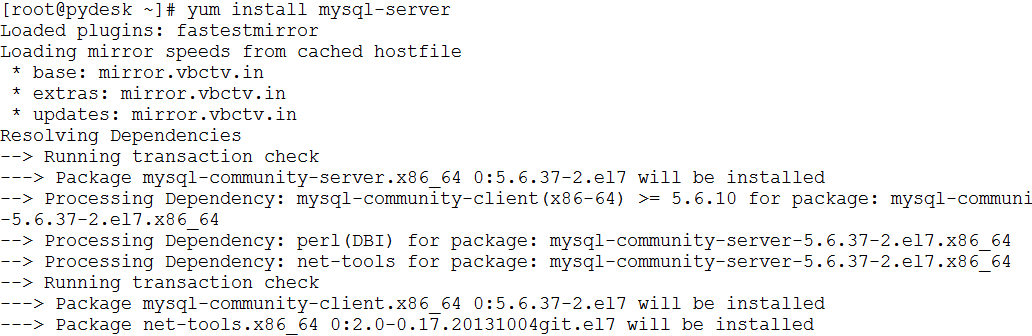 [root@pydesk ~]# yum install mysql-server
Loaded plugins: fastestmirror
Loading mirror speeds from cached hostfile
 * base: mirror.vbctv.in
 * extras: mirror.vbctv.in
 * updates: mirror.vbctv.in
Resolving Dependencies
--> Running transaction check
---> Package mysql-community-server.x86_64 0:5.6.37-2.el7 will be installed
--> Processing Dependency: mysql-community-client(x86-64) >= 5.6.10 for package: mysql-communi
-5.6.37-2.el7.x86_64
--> Processing Dependency: perl(DBI) for package: mysql-community-server-5.6.37-2.el7.x86_64
--> Processing Dependency: net-tools for package: mysql-community-server-5.6.37-2.el7.x86_64
--> Running transaction check
---> Package mysql-community-client.x86_64 0:5.6.37-2.el7 will be installed
---> Package net-tools.x86_64 0:2.0-0.17.20131004git.el7 will be installed